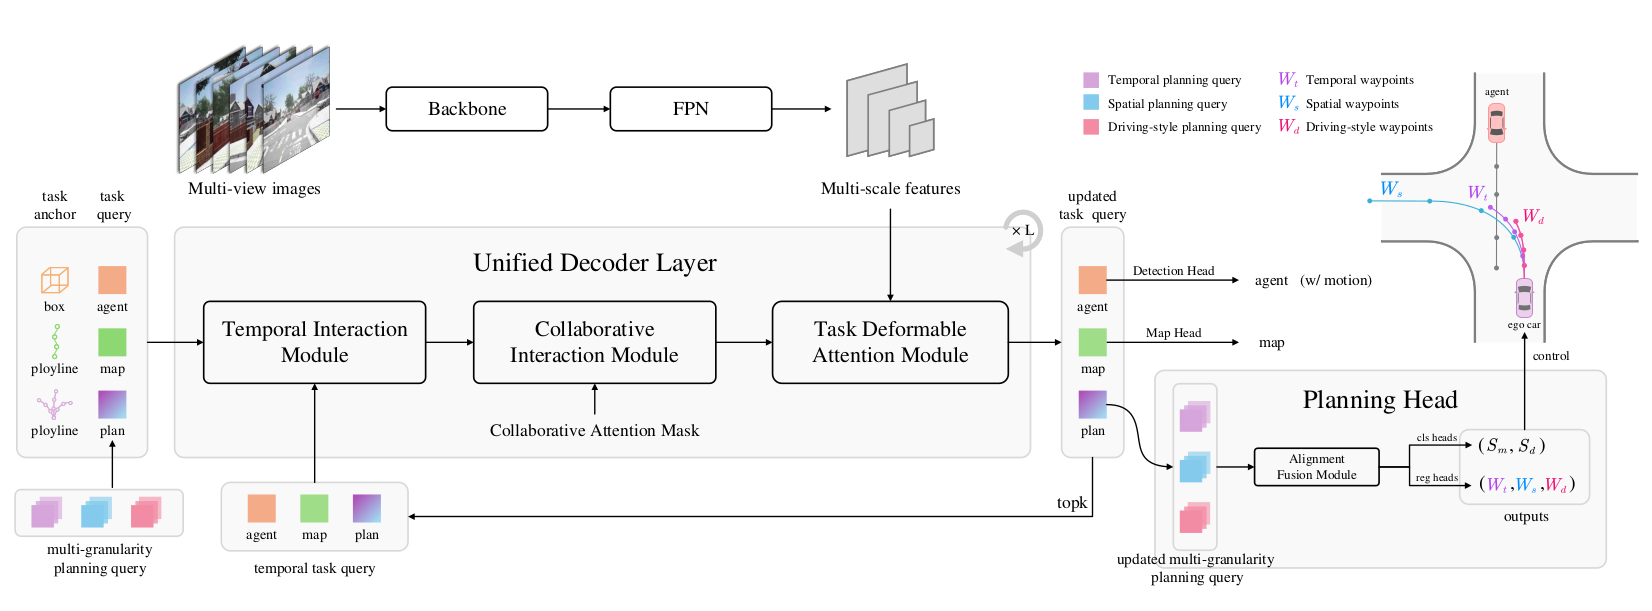 Backbone
FPN
Multi-view images
Multi-scale features
Temporal planning query
Spatial planning query
Driving-style planning query
W_t Temporal waypoints
W_s Spatial waypoints
W_d Driving-style waypoints
agent
W_s
W_t
W_d
ego car
control
task
anchor
task
query
box
agent
ployline
map
ployline
plan
multi-granularity
planning query
Unified Decoder Layer
× L
Temporal Interaction
Module
Collaborative
Interaction Module
Task Deformable
Attention Module
Collaborative Attention Mask
agent
map
plan
temporal task query
topk
updated
task query
agent
map
plan
Detection Head
agent (w/ motion)
Map Head
map
Planning Head
Alignment
Fusion Module
cls heads
(S_m, S_d)
reg heads
(W_t,W_s,W_d)
outputs
updated multi-granularity
planning query